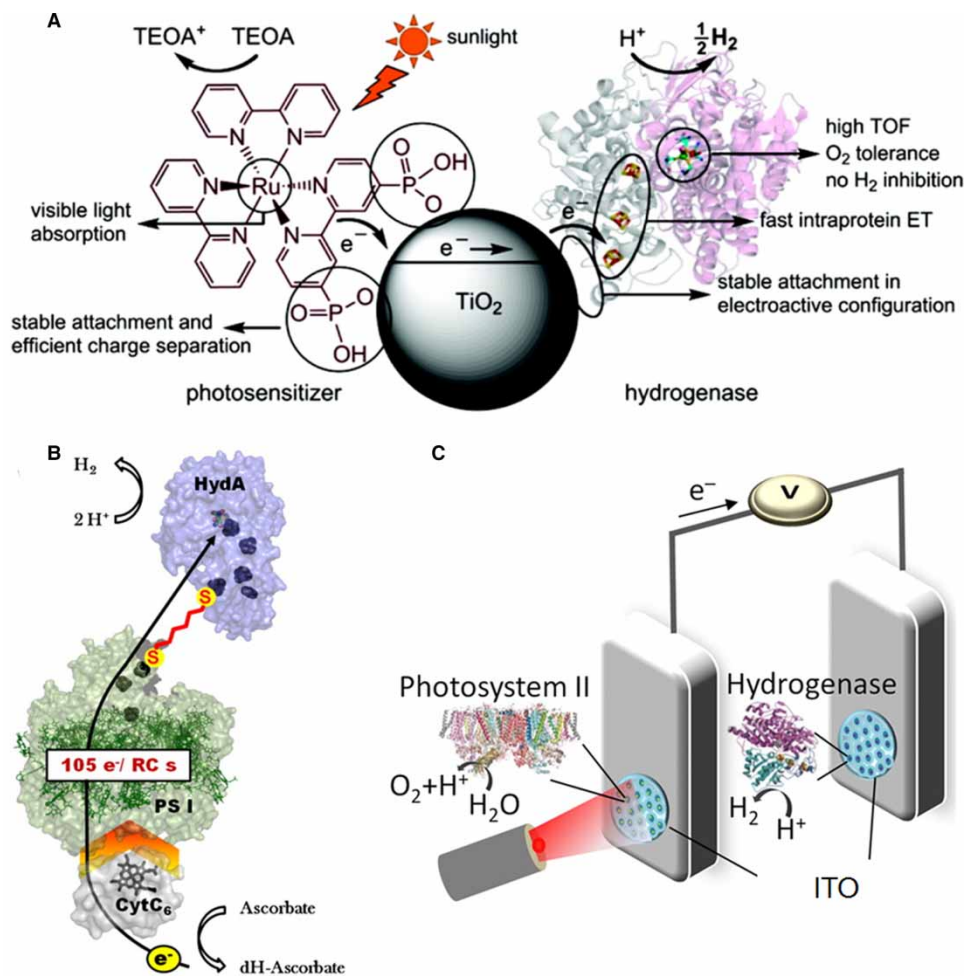 A
TEOA⁺ TEOA
sunlight
H⁺ ½H₂
N N
N Ru N
N N
O
P OH
O
visible light
absorption
e⁻
e⁻
TiO₂
e⁻
high TOF
O₂ tolerance
no H₂ inhibition
fast intraprotein ET
stable attachment in
electroactive configuration
O P O
OH
stable attachment and
efficient charge separation
photosensitizer
hydrogenase
B
H₂
2 H⁺
HydA
S
S
105 e⁻/ RC s
PS I
CytC₆
e⁻
Ascorbate
dH-Ascorbate
C
e⁻
V
Photosystem II
O₂+H⁺
H₂O
Hydrogenase
H₂
H⁺
ITO